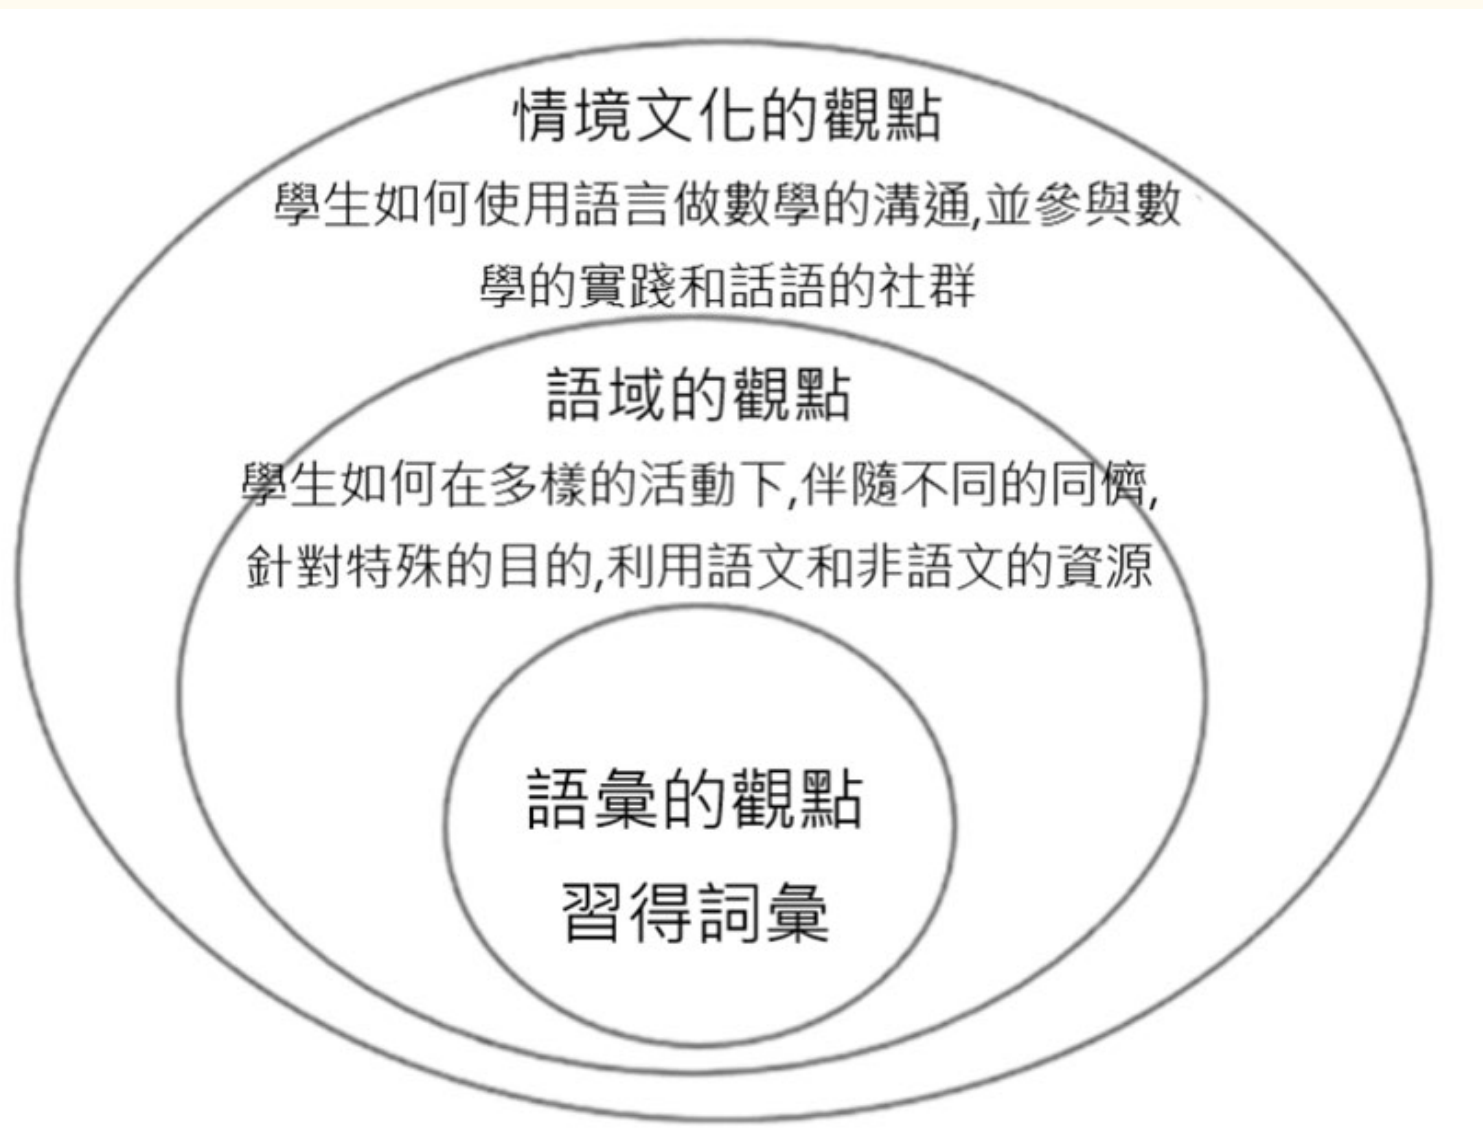 情境文化的觀點
學生如何使用語言做數學的溝通,並參與數
學的實踐和話語的社群
語域的觀點
學生如何在多樣的活動下,伴隨不同的同儕,
針對特殊的目的,利用語文和非語文的資源
語彙的觀點
習得詞彙